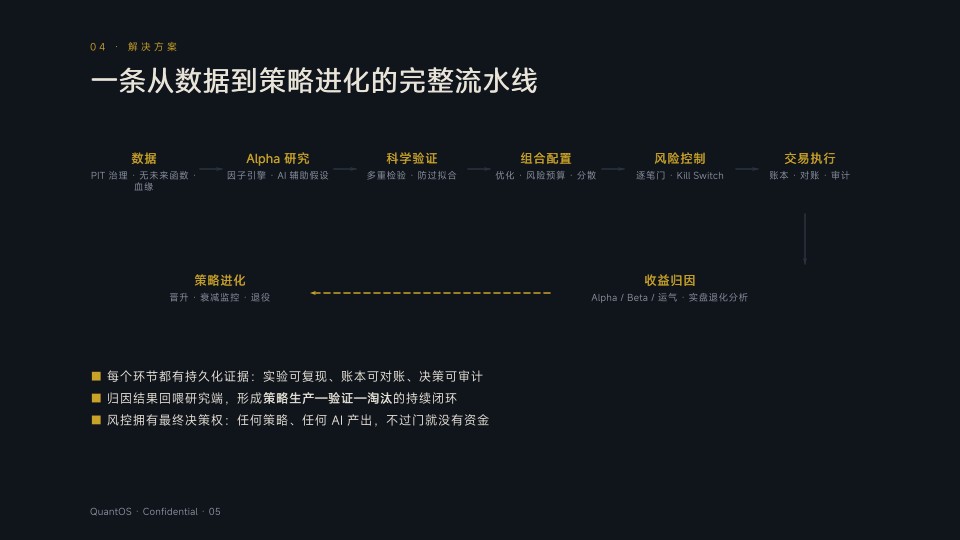 04 · 解决方案
一条从数据到策略进化的完整流水线
数据
PIT 治理 · 无未来函数 ·
血缘
Alpha 研究
因子引擎 · AI 辅助假设
科学验证
多重检验 · 防过拟合
组合配置
优化 · 风险预算 · 分散
风险控制
逐笔门 · Kill Switch
交易执行
账本 · 对账 · 审计
策略进化
晋升 · 衰减监控 · 退役
收益归因
Alpha / Beta / 运气 · 实盘退化分析
■ 每个环节都有持久化证据：实验可复现、账本可对账、决策可审计
■ 归因结果回喂研究端，形成策略生产—验证—淘汰的持续闭环
■ 风控拥有最终决策权：任何策略、任何 AI 产出，不过门就没有资金
QuantOS · Confidential · 05